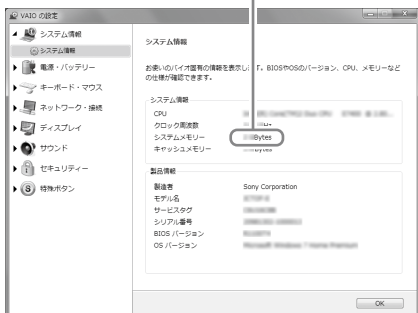 VAIO の設定
システム情報
システム情報
電源・バッテリー
キーボード・マウス
ネットワーク・接続
ディスプレイ
サウンド
セキュリティー
特殊ボタン
システム情報
お使いのバイオ固有の情報を表示し す。BIOSやOSのバージョン、CPU、メモリーなど
の仕様が確認できます。
システム情報
CPU
クロック周波数
システムメモリー Bytes
キャッシュメモリー Bytes
製品情報
製造者 Sony Corporation
モデル名
サービスタグ
シリアル番号
BIOS バージョン
OS バージョン
OK